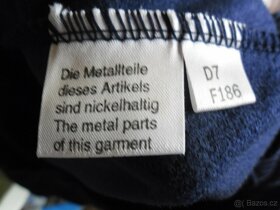 Die Metallteile
dieses Artikels
sind nickelhaltig
The metal parts
of this garment
D7
F186
Bazos.cz